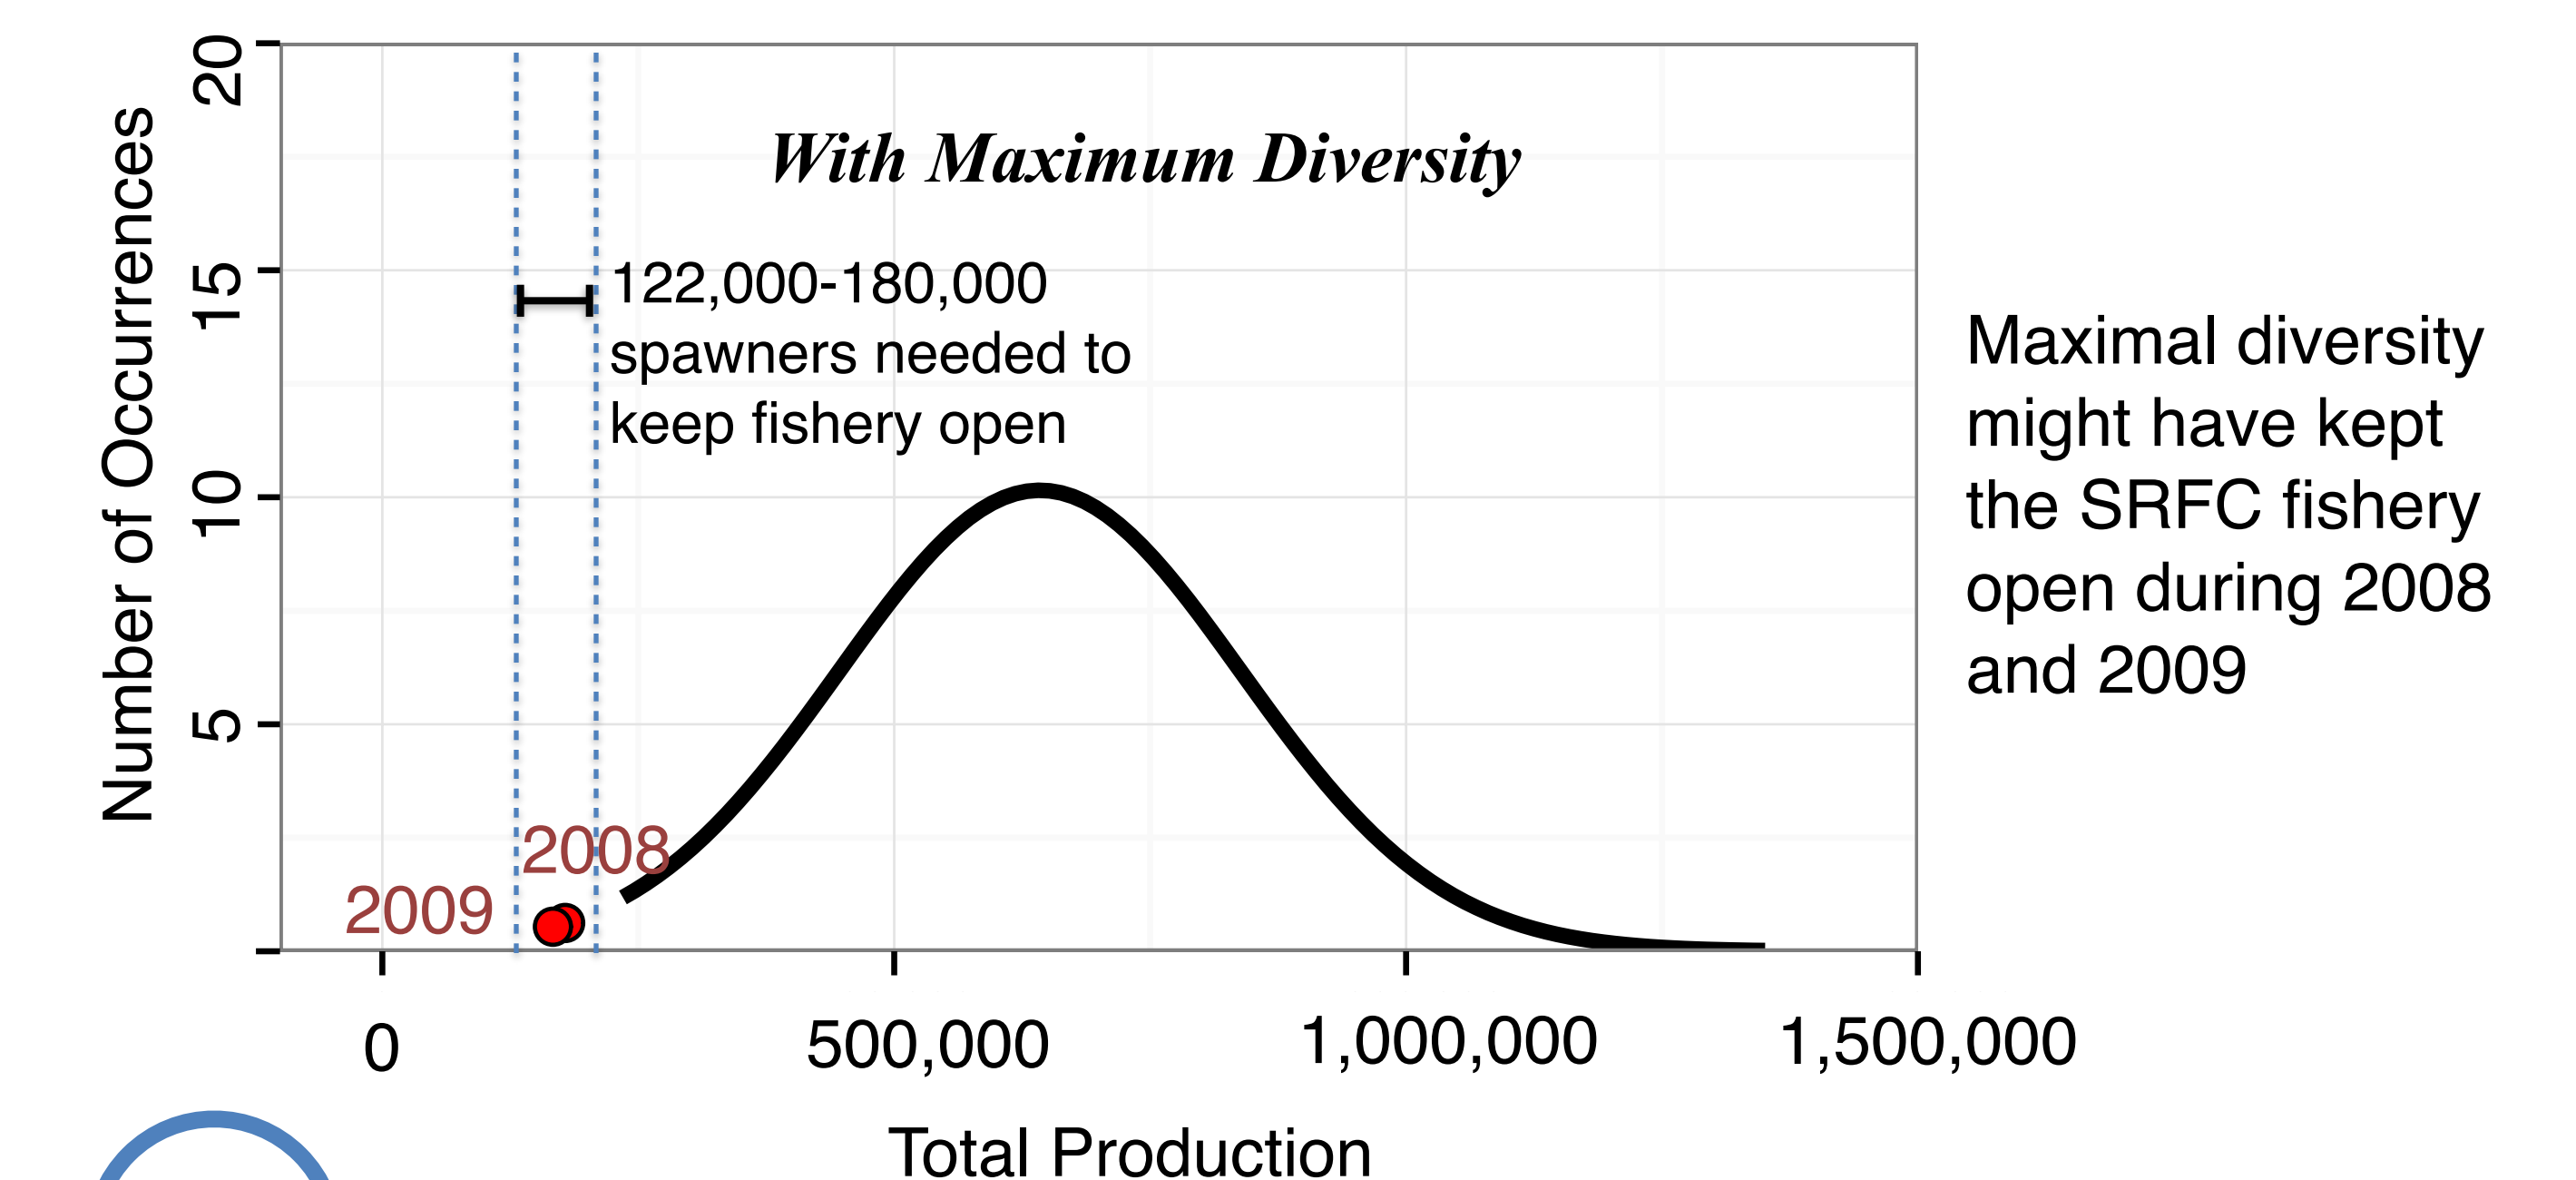 20
With Maximum Diversity
15
122,000-180,000
spawners needed to
keep fishery open
Number of Occurrences
10
5
2008
2009
0
500,000
1,000,000
1,500,000
Total Production
Maximal diversity
might have kept
the SRFC fishery
open during 2008
and 2009